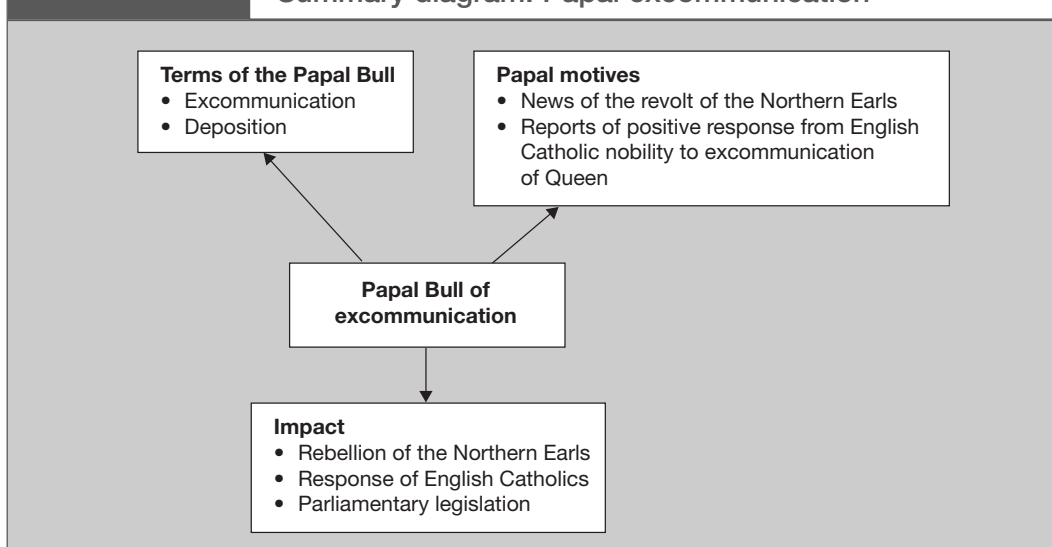 Summary diagram: Papal excommunication
Terms of the Papal Bull
• Excommunication
• Deposition
Papal motives
• News of the revolt of the Northern Earls
• Reports of positive response from English
Catholic nobility to excommunication
of Queen
Papal Bull of
excommunication
Impact
• Rebellion of the Northern Earls
• Response of English Catholics
• Parliamentary legislation